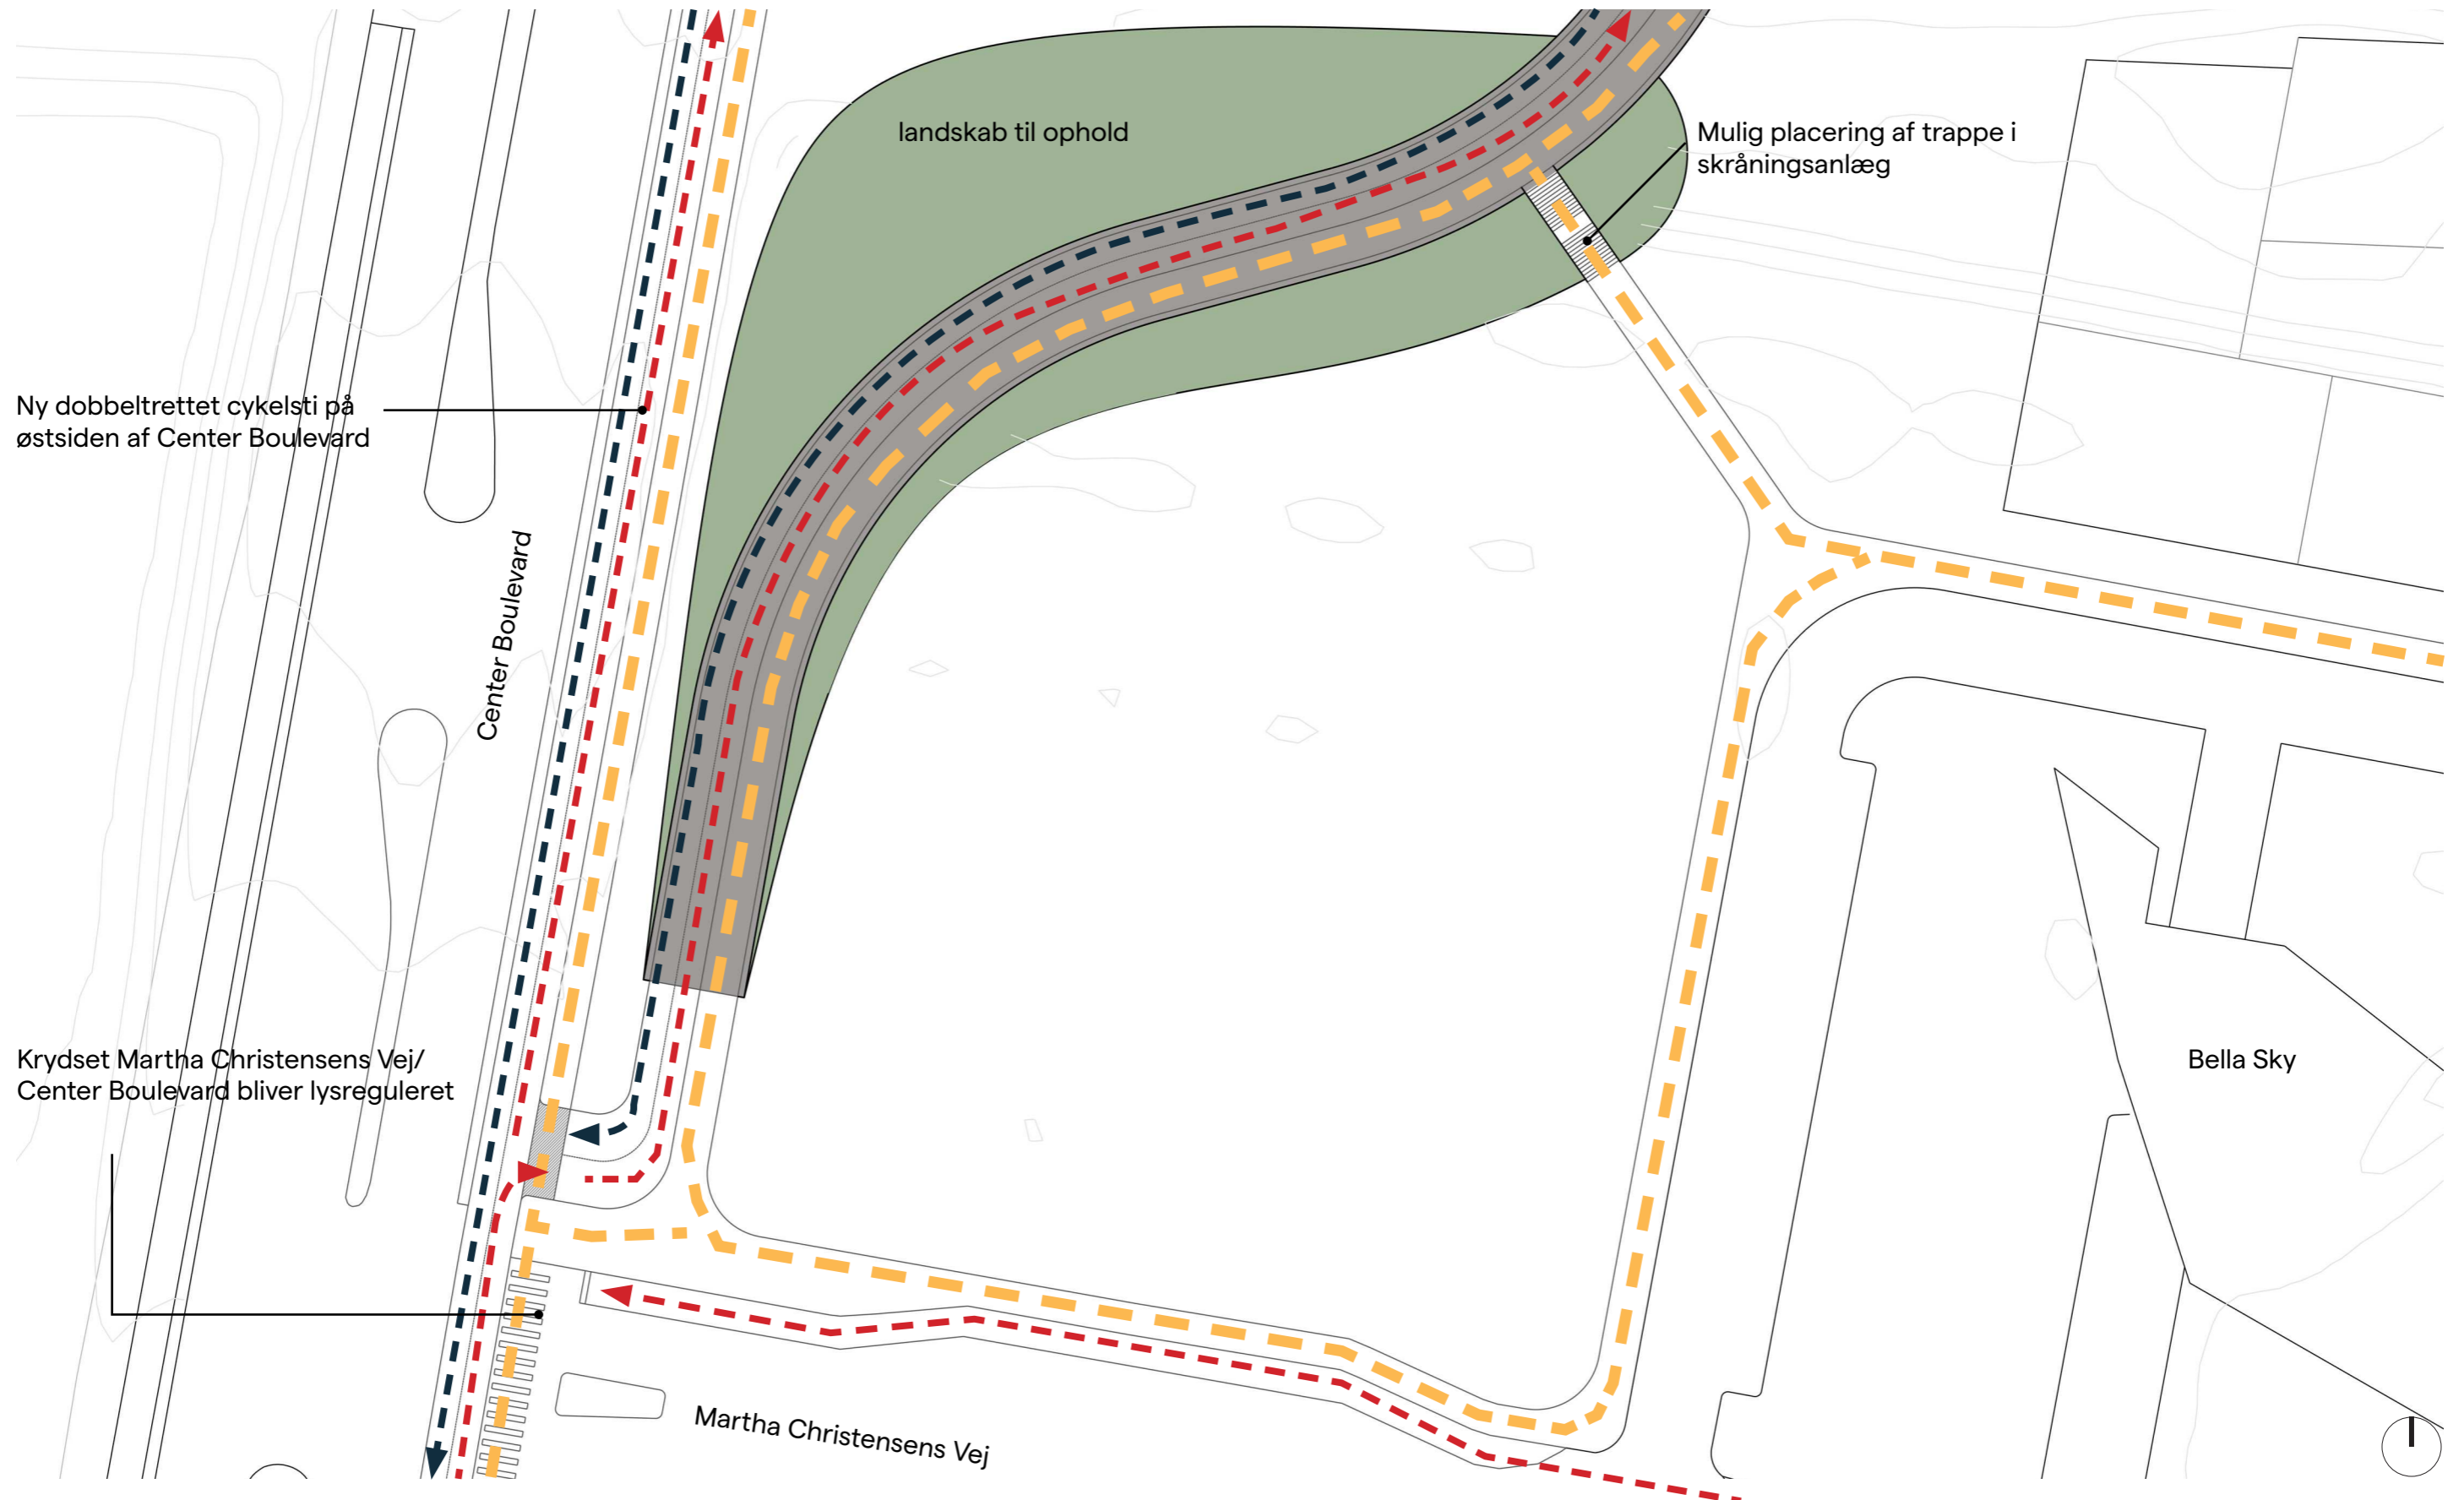 landskab til ophold
Mulig placering af trappe i
skråningsanlæg
Ny dobbeltrettet cykelsti på
østsiden af Center Boulevard
Center Boulevard
Krydset Martha Christensens Vej/
Center Boulevard bliver lysreguleret
Bella Sky
Martha Christensens Vej